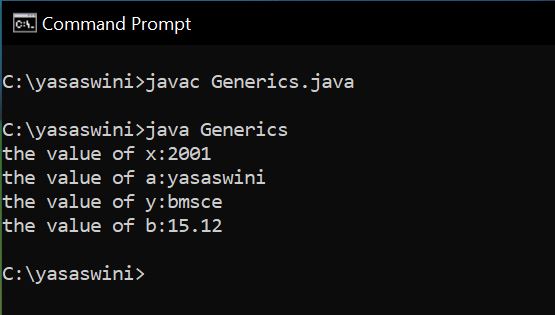 Command Prompt
C:\yasaswini>javac Generics.java
C:\yasaswini>java Generics
the value of x:2001
the value of a:yasaswini
the value of y:bmsce
the value of b:15.12
C:\yasaswini>